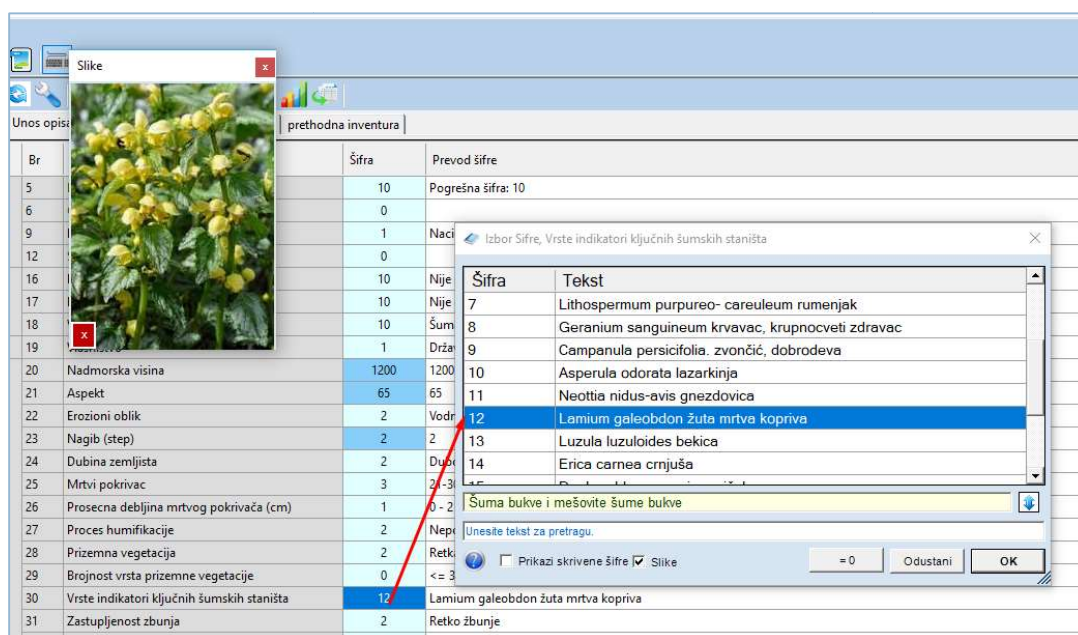 Slike
x
Unos opisa
prethodna inventura
Br
Šifra
Prevod šifre
5
10
Pogrešna šifra: 10
6
0
9
1
Naci
12
0
16
10
Nije
17
10
Nije
18
10
Šum
x
19
1
Drža
20
Nadmorska visina
1200
1200
21
Aspekt
65
65
22
Erozioni oblik
2
Vodn
23
Nagib (step)
2
2
24
Dubina zemljista
2
25
Mrtvi pokrivac
3
26
Prosecna debljina mrtvog pokrivača (cm)
1
0 - 2
27
Proces humifikacije
2
Nepo
28
Prizemna vegetacija
2
Retka
29
Brojnost vrsta prizemne vegetacije
0
<= 3
30
Vrste indikatori ključnih šumskih staništa
12
Lamium galeobdon žuta mrtva kopriva
31
Zastupljenost zbunja
2
Retko žbunje
Izbor Sifre, Vrste indikatori ključnih šumskih staništa
Šifra Tekst
7 Lithospermum purpureo- careuleum rumenjak
8 Geranium sanguineum krvavac, krupnocveti zdravac
9 Campanula persicifolia. zvončić, dobrodeva
10 Asperula odorata lazarkinja
11 Neottia nidus-avis gnezdovica
12 Lamium galeobdon žuta mrtva kopriva
13 Luzula luzuloides bekica
14 Erica carnea crnjuša
Šuma bukve i mešovite šume bukve
Unesite tekst za pretragu.
Prikazi skrivene šifre
Slike
= 0
Odustani
OK